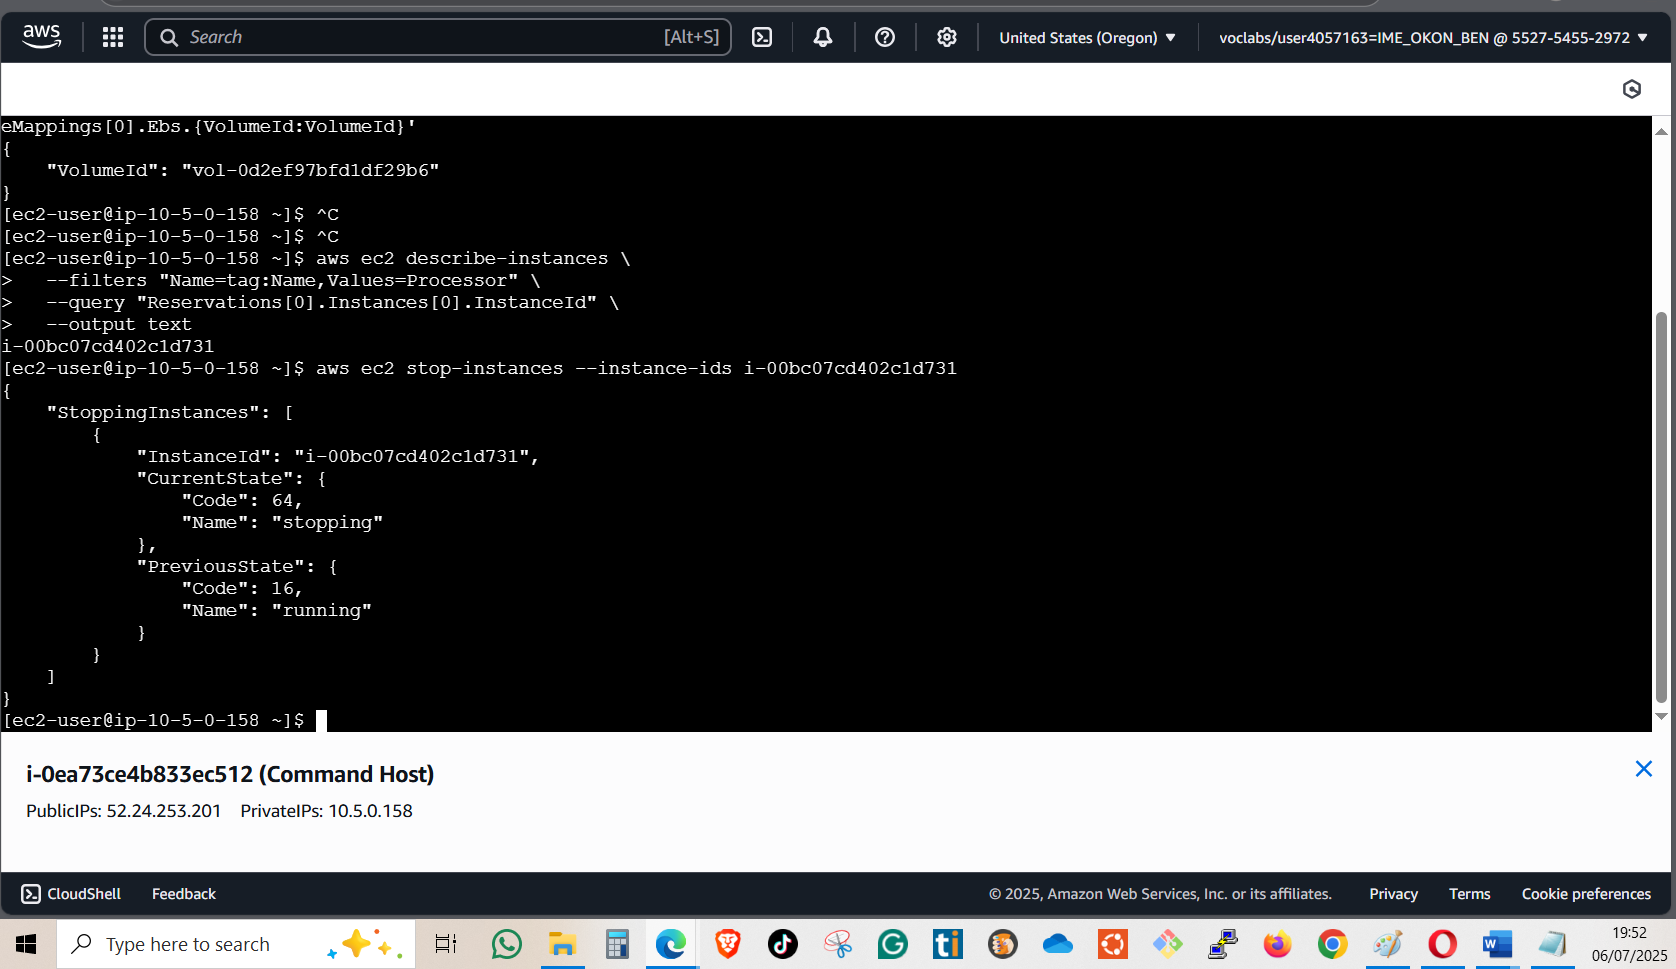 aws
Search [Alt+S] United States (Oregon) ▼ voclabs/user4057163=IME_OKON_BEN @ 5527-5455-2972 ▼
eMappings[0].Ebs.{VolumeId:VolumeId}'
{
    "VolumeId": "vol-0d2ef97bfd1df29b6"
}
[ec2-user@ip-10-5-0-158 ~]$ ^C
[ec2-user@ip-10-5-0-158 ~]$ ^C
[ec2-user@ip-10-5-0-158 ~]$ aws ec2 describe-instances \
>   --filters "Name=tag:Name,Values=Processor" \
>   --query "Reservations[0].Instances[0].InstanceId" \
>   --output text
i-00bc07cd402c1d731
[ec2-user@ip-10-5-0-158 ~]$ aws ec2 stop-instances --instance-ids i-00bc07cd402c1d731
{
    "StoppingInstances": [
        {
            "InstanceId": "i-00bc07cd402c1d731",
            "CurrentState": {
                "Code": 64,
                "Name": "stopping"
            },
            "PreviousState": {
                "Code": 16,
                "Name": "running"
            }
        }
    ]
}
[ec2-user@ip-10-5-0-158 ~]$
i-0ea73ce4b833ec512 (Command Host)
PublicIPs: 52.24.253.201 PrivateIPs: 10.5.0.158
CloudShell Feedback © 2025, Amazon Web Services, Inc. or its affiliates. Privacy Terms Cookie preferences
Type here to search
19:52
06/07/2025